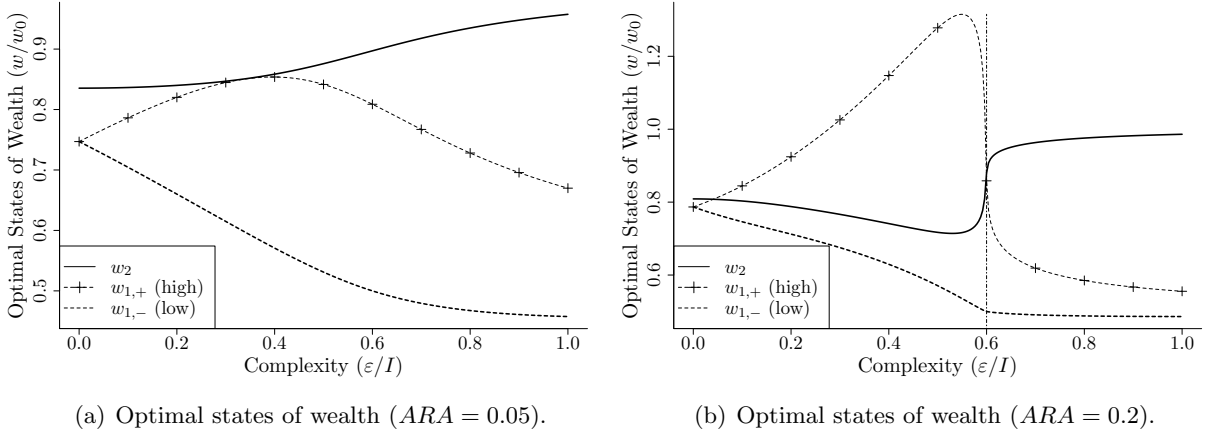 Optimal States of Wealth (w/w₀)
0.9
0.8
0.7
0.6
0.5
w₂
w₁,₊ (high)
w₁,₋ (low)
0.0 0.2 0.4 0.6 0.8 1.0
Complexity (ε/I)
(a) Optimal states of wealth (ARA = 0.05).
Optimal States of Wealth (w/w₀)
1.2
1.0
0.8
0.6
w₂
w₁,₊ (high)
w₁,₋ (low)
0.0 0.2 0.4 0.6 0.8 1.0
Complexity (ε/I)
(b) Optimal states of wealth (ARA = 0.2).